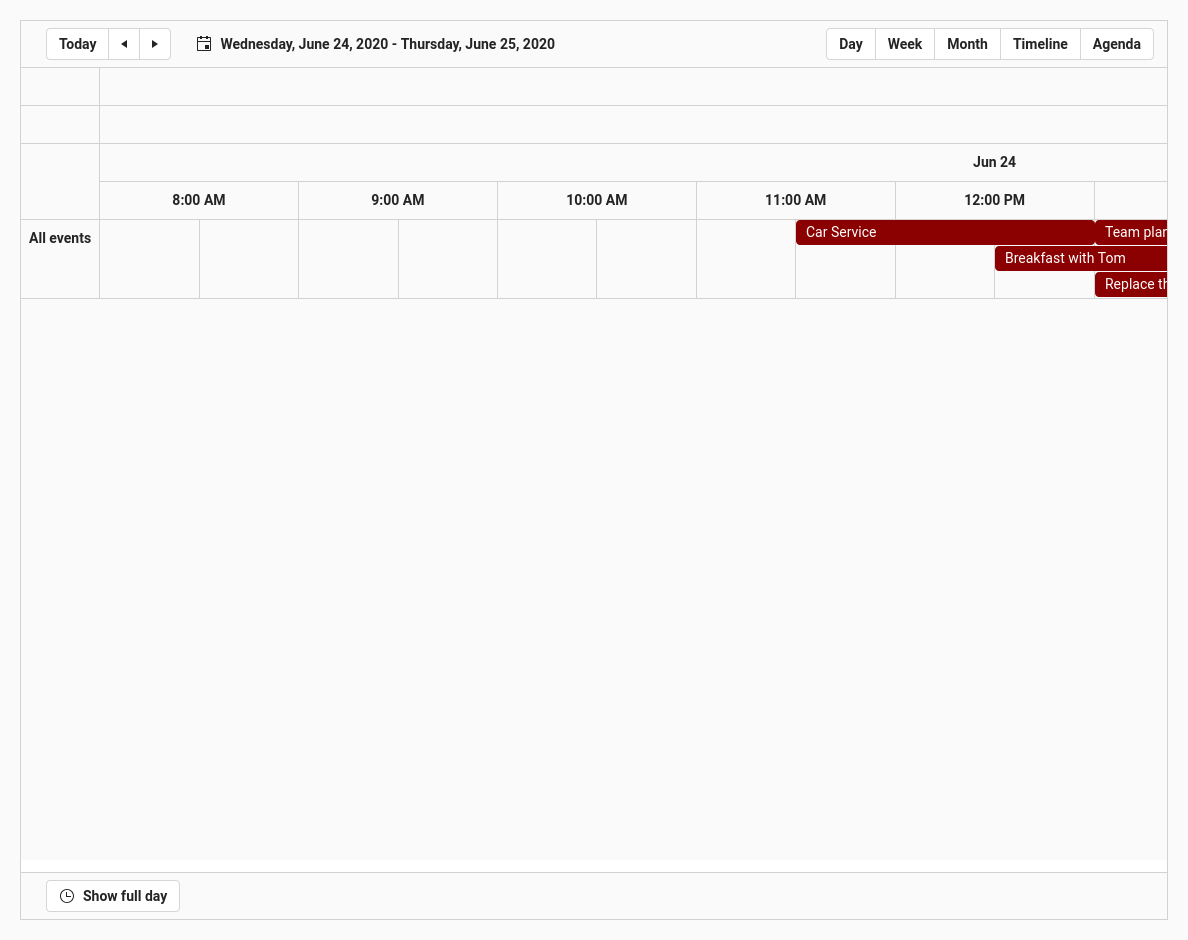 Today
Wednesday, June 24, 2020 - Thursday, June 25, 2020
Day Week Month Timeline Agenda
Jun 24
8:00 AM 9:00 AM 10:00 AM 11:00 AM 12:00 PM
All events
Car Service
Team plan
Breakfast with Tom
Replace th
Show full day